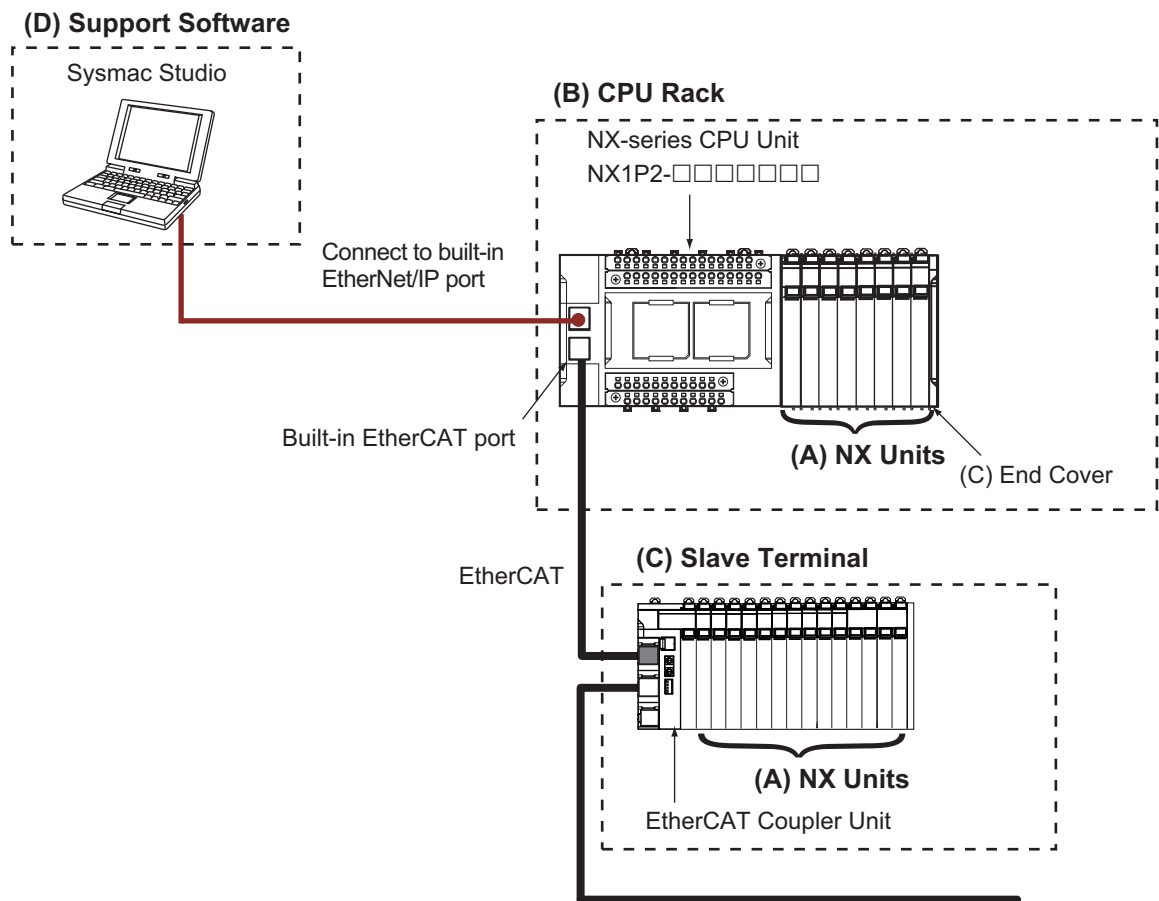 (D) Support Software
Sysmac Studio
(B) CPU Rack
NX-series CPU Unit
NX1P2-□□□□□□□
Connect to built-in
EtherNet/IP port
Built-in EtherCAT port
(A) NX Units
(C) End Cover
EtherCAT
(C) Slave Terminal
(A) NX Units
EtherCAT Coupler Unit